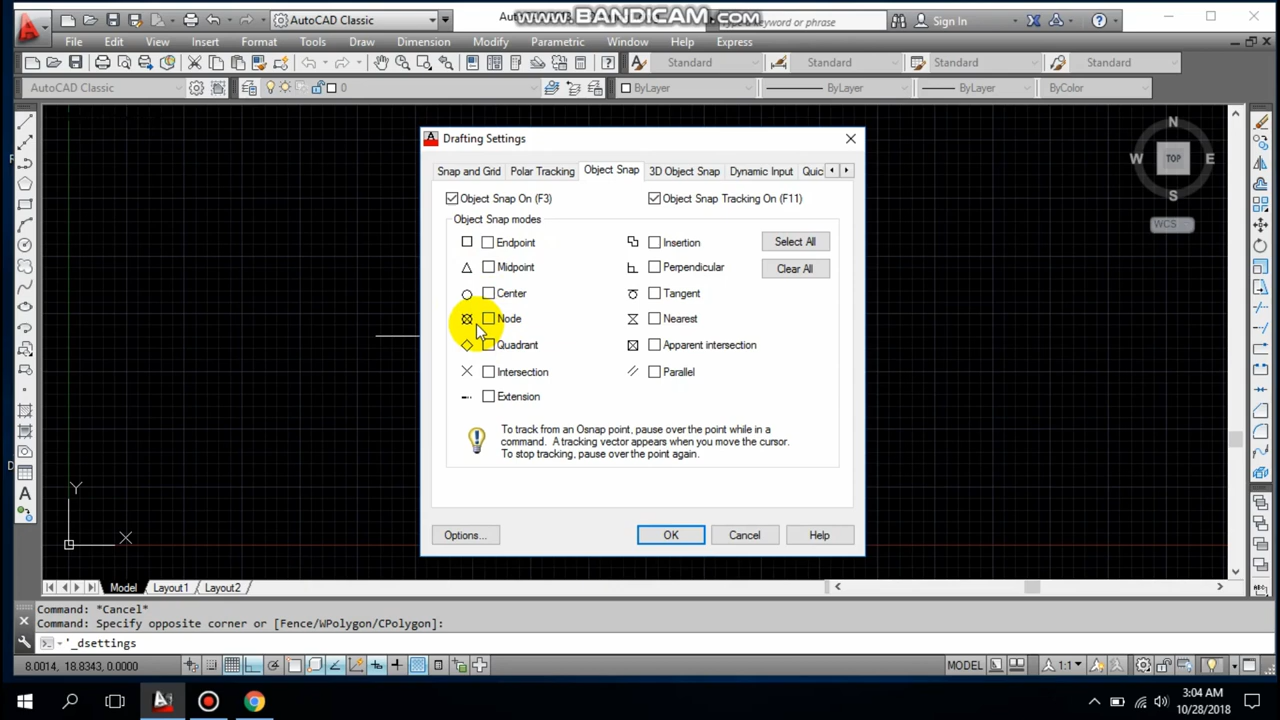 AutoCAD Classic
www.BANDICAM.com
keyword or phrase
Sign In
File Edit View Insert Format Tools Draw Dimension Modify Parametric Window Help Express
Standard Standard Standard Standard
AutoCAD Classic
0
ByLayer ByLayer ByLayer ByColor
Drafting Settings
Snap and Grid Polar Tracking Object Snap 3D Object Snap Dynamic Input Quic
Object Snap On (F3) Object Snap Tracking On (F11)
Object Snap modes
Endpoint Insertion Select All
Midpoint Perpendicular Clear All
Center Tangent
Node Nearest
Quadrant Apparent intersection
Intersection Parallel
Extension
To track from an Osnap point, pause over the point while in a
command. A tracking vector appears when you move the cursor.
To stop tracking, pause over the point again.
Options... OK Cancel Help
N
W TOP E
S
WCS
Y
X
Model Layout1 Layout2
Command: *Cancel*
Command: Specify opposite corner or [Fence/WPolygon/CPolygon]:
'_dsettings
8.0014, 18.8343, 0.0000
MODEL
1:1
3:04 AM
10/28/2018